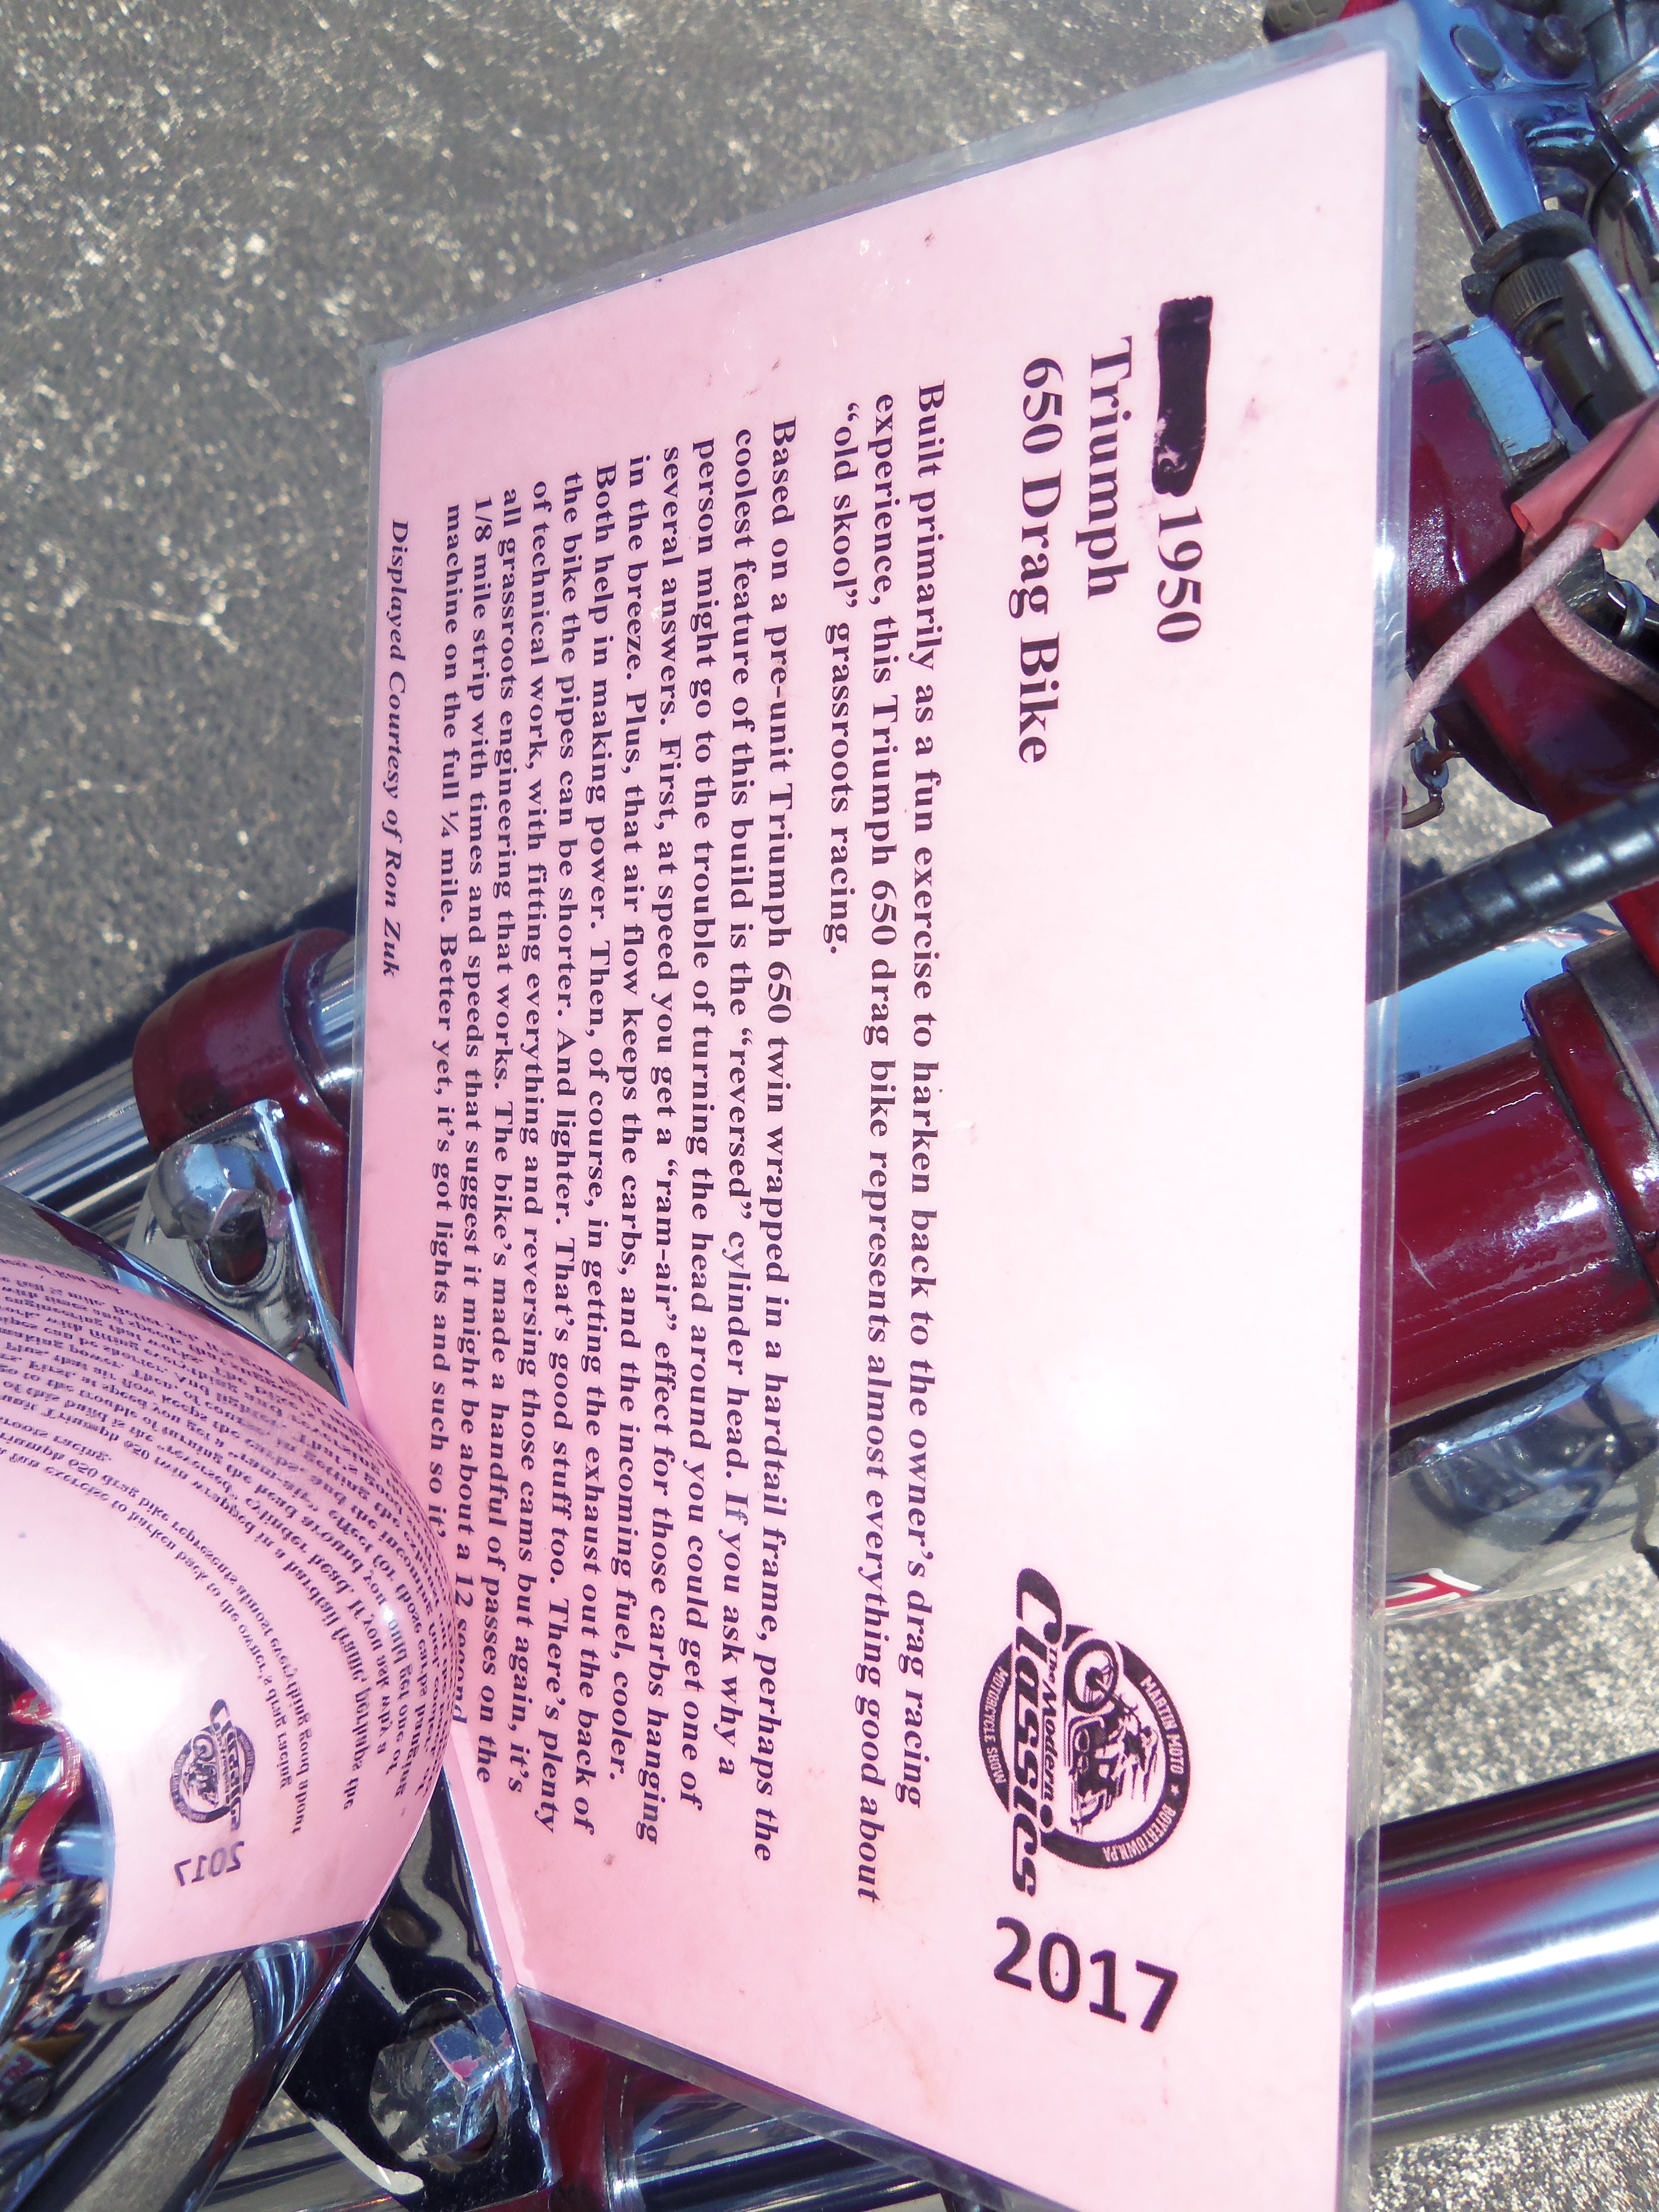 1950
Triumph
650 Drag Bike
MARTIN MOTO ★ BOYERTOWN, PA
The Modern
Classics
MOTORCYCLE SHOW
2017
Built primarily as a fun exercise to harken back to the owner's drag racing
experience, this Triumph 650 drag bike represents almost everything good about
“old skool” grassroots racing.
Based on a pre-unit Triumph 650 twin wrapped in a hardtail frame, perhaps the
coolest feature of this build is the “reversed” cylinder head. If you ask why a
person might go to the trouble of turning the head around you could get one of
several answers. First, at speed you get a “ram-air” effect for those carbs hanging
in the breeze. Plus, that air flow keeps the carbs, and the incoming fuel, cooler.
Both help in making power. Then, of course, in getting the exhaust out the back of
the bike the pipes can be shorter. And lighter. That's good stuff too. There's plenty
of technical work, with fitting everything and reversing those cams but again, it's
all grassroots engineering that works. The bike's made a handful of passes on the
1/8 mile strip with times and speeds that suggest it might be about a 12 second
machine on the full ¼ mile. Better yet, it's got lights and such so it'
Displayed Courtesy of Ron Zuk